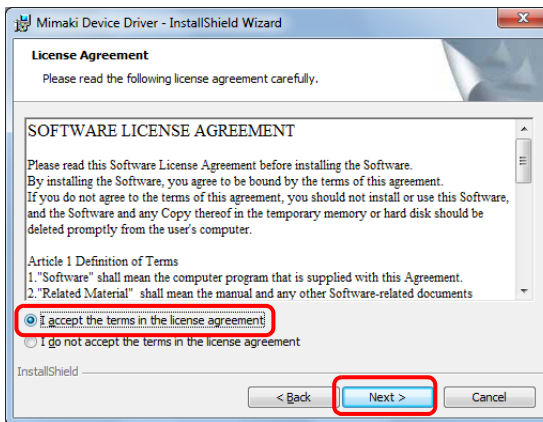 Mimaki Device Driver - InstallShield Wizard
License Agreement
Please read the following license agreement carefully.
SOFTWARE LICENSE AGREEMENT
Please read this Software License Agreement before installing the Software.
By installing the Software, you agree to be bound by the terms of this agreement.
If you do not agree to the terms of this agreement, you should not install or use this Software,
and the Software and any Copy thereof in the temporary memory or hard disk should be
deleted promptly from the user's computer.
Article 1 Definition of Terms
1."Software" shall mean the computer program that is supplied with this Agreement.
2."Related Material" shall mean the manual and any other Software-related documents
I accept the terms in the license agreement
I do not accept the terms in the license agreement
InstallShield
< Back Next > Cancel